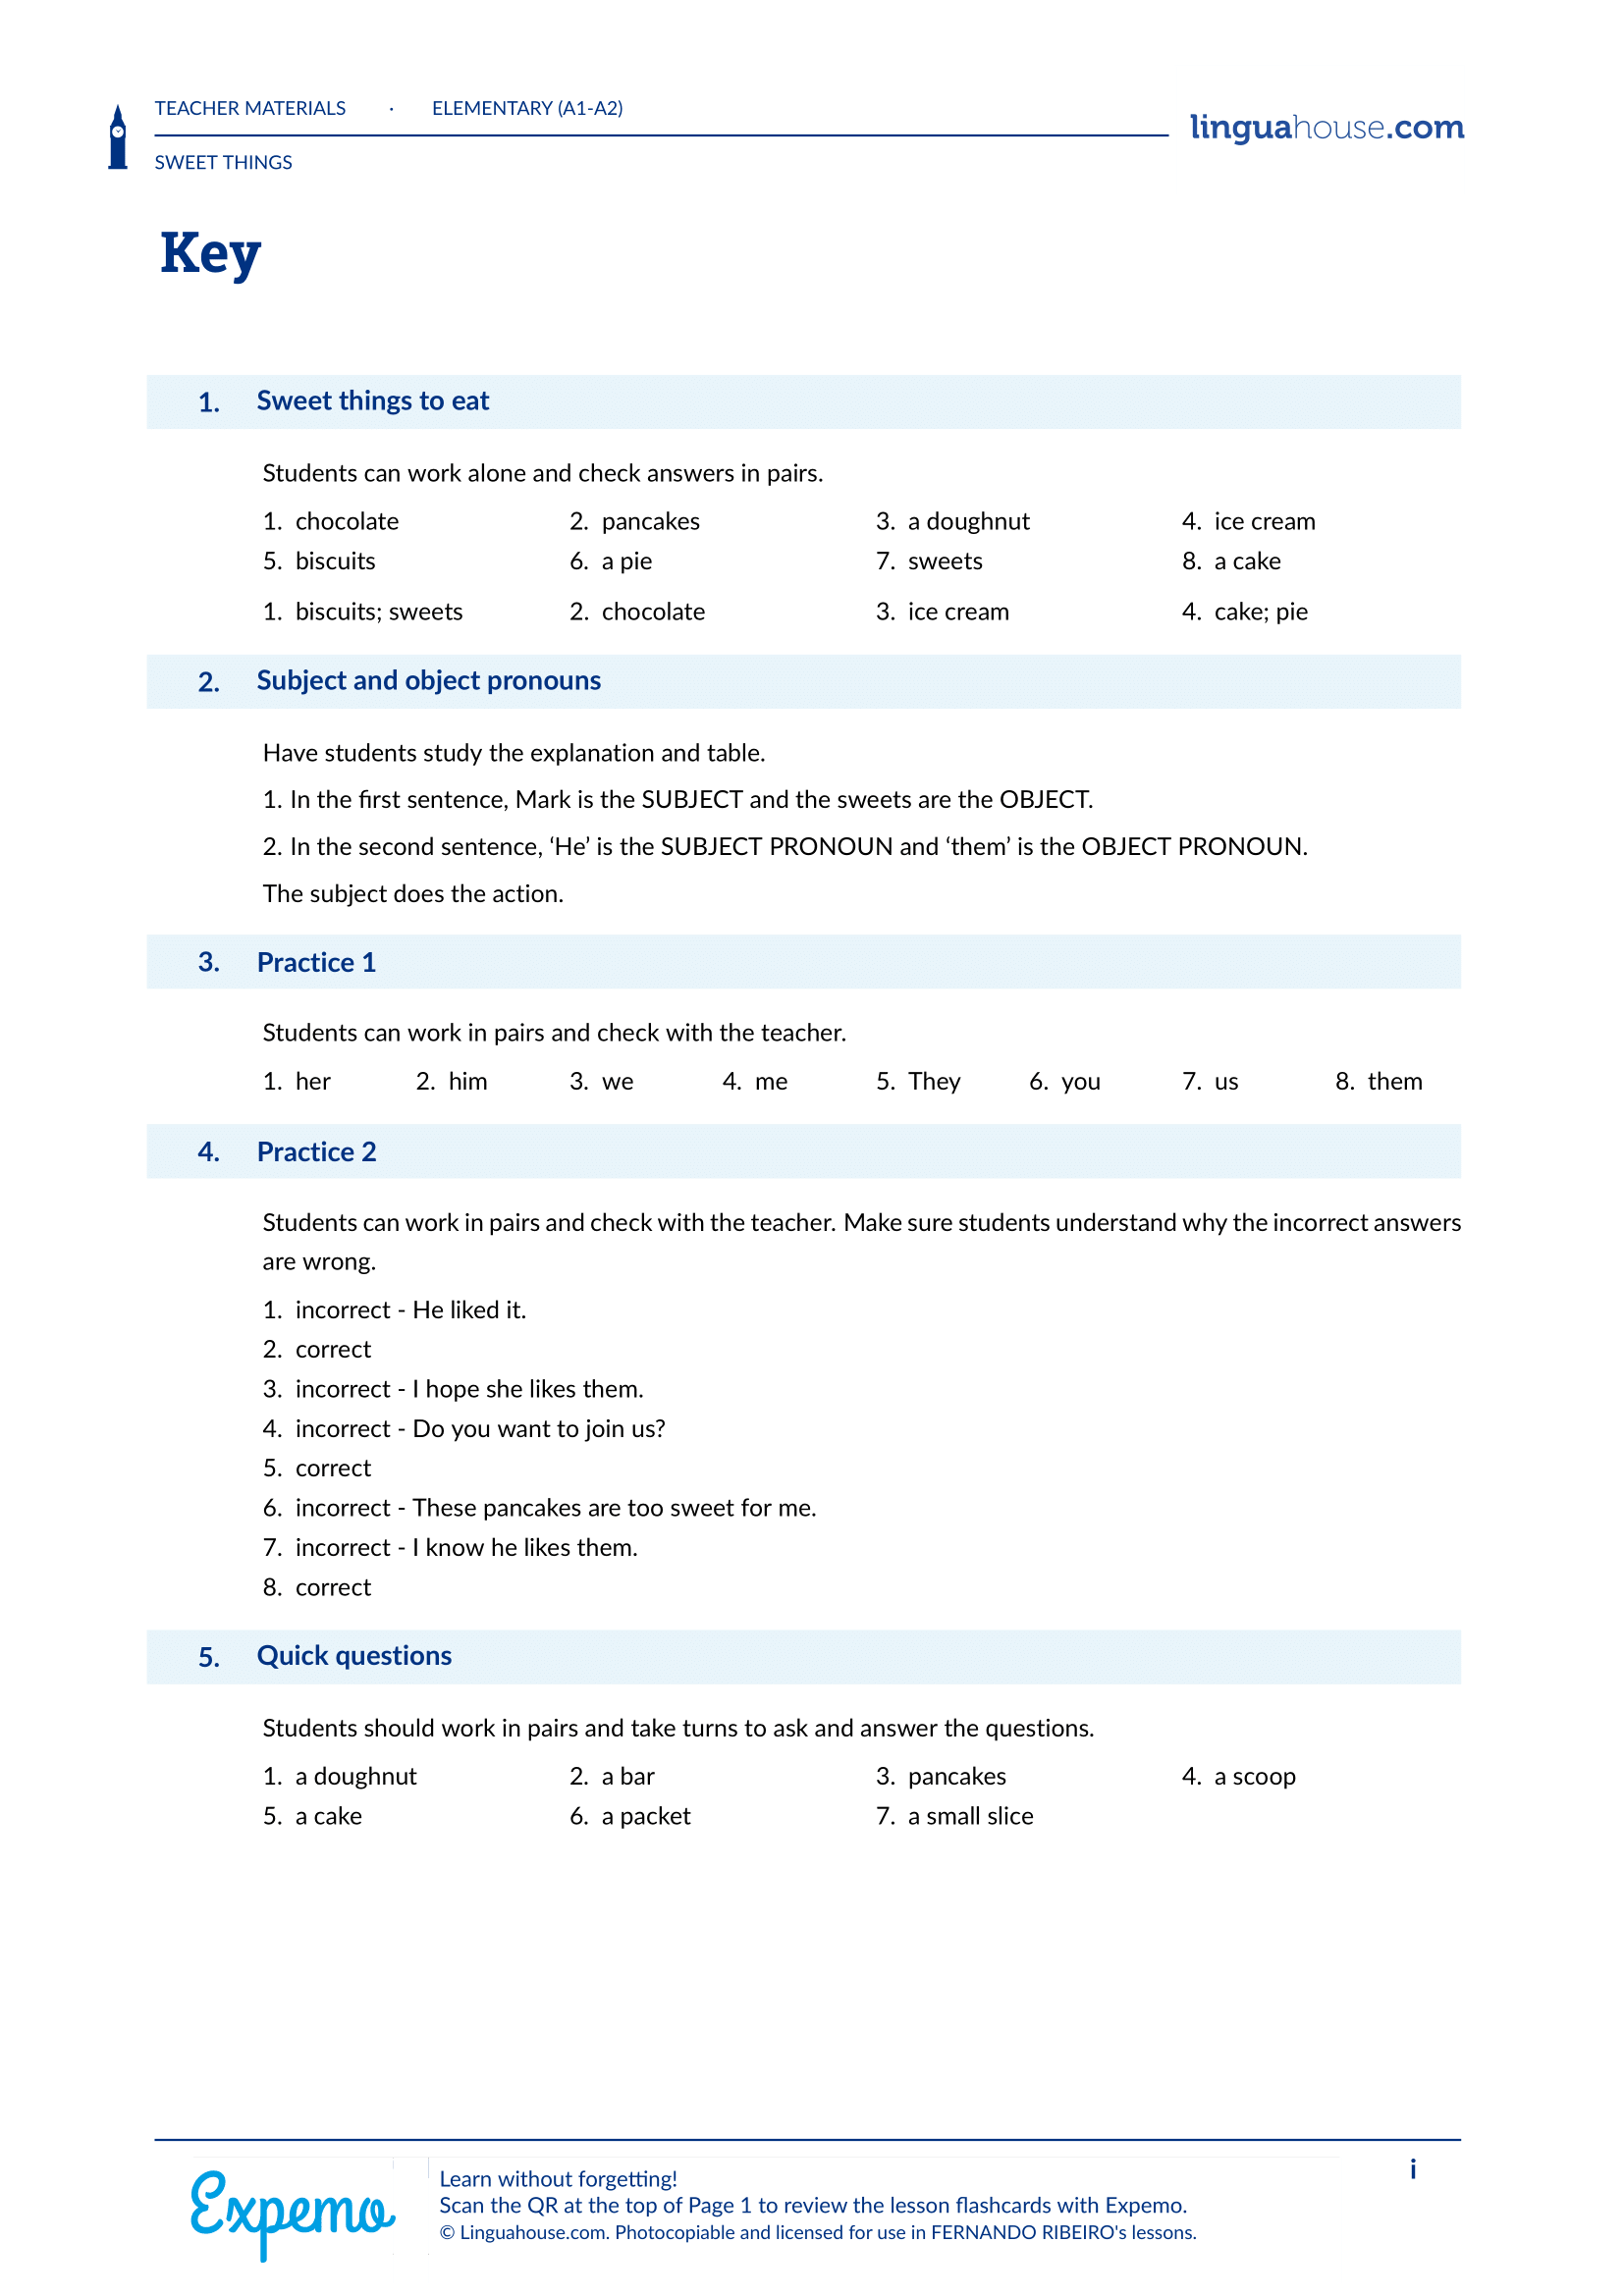 TEACHER MATERIALS · ELEMENTARY (A1-A2)
linguahouse.com
SWEET THINGS
Key
1. Sweet things to eat
Students can work alone and check answers in pairs.
1. chocolate 2. pancakes 3. a doughnut 4. ice cream
5. biscuits 6. a pie 7. sweets 8. a cake
1. biscuits; sweets 2. chocolate 3. ice cream 4. cake; pie
2. Subject and object pronouns
Have students study the explanation and table.
1. In the first sentence, Mark is the SUBJECT and the sweets are the OBJECT.
2. In the second sentence, ‘He’ is the SUBJECT PRONOUN and ‘them’ is the OBJECT PRONOUN.
The subject does the action.
3. Practice 1
Students can work in pairs and check with the teacher.
1. her 2. him 3. we 4. me 5. They 6. you 7. us 8. them
4. Practice 2
Students can work in pairs and check with the teacher. Make sure students understand why the incorrect answers
are wrong.
1. incorrect - He liked it.
2. correct
3. incorrect - I hope she likes them.
4. incorrect - Do you want to join us?
5. correct
6. incorrect - These pancakes are too sweet for me.
7. incorrect - I know he likes them.
8. correct
5. Quick questions
Students should work in pairs and take turns to ask and answer the questions.
1. a doughnut 2. a bar 3. pancakes 4. a scoop
5. a cake 6. a packet 7. a small slice
Expemo
Learn without forgetting!
Scan the QR at the top of Page 1 to review the lesson flashcards with Expemo.
© Linguahouse.com. Photocopiable and licensed for use in FERNANDO RIBEIRO's lessons.
i